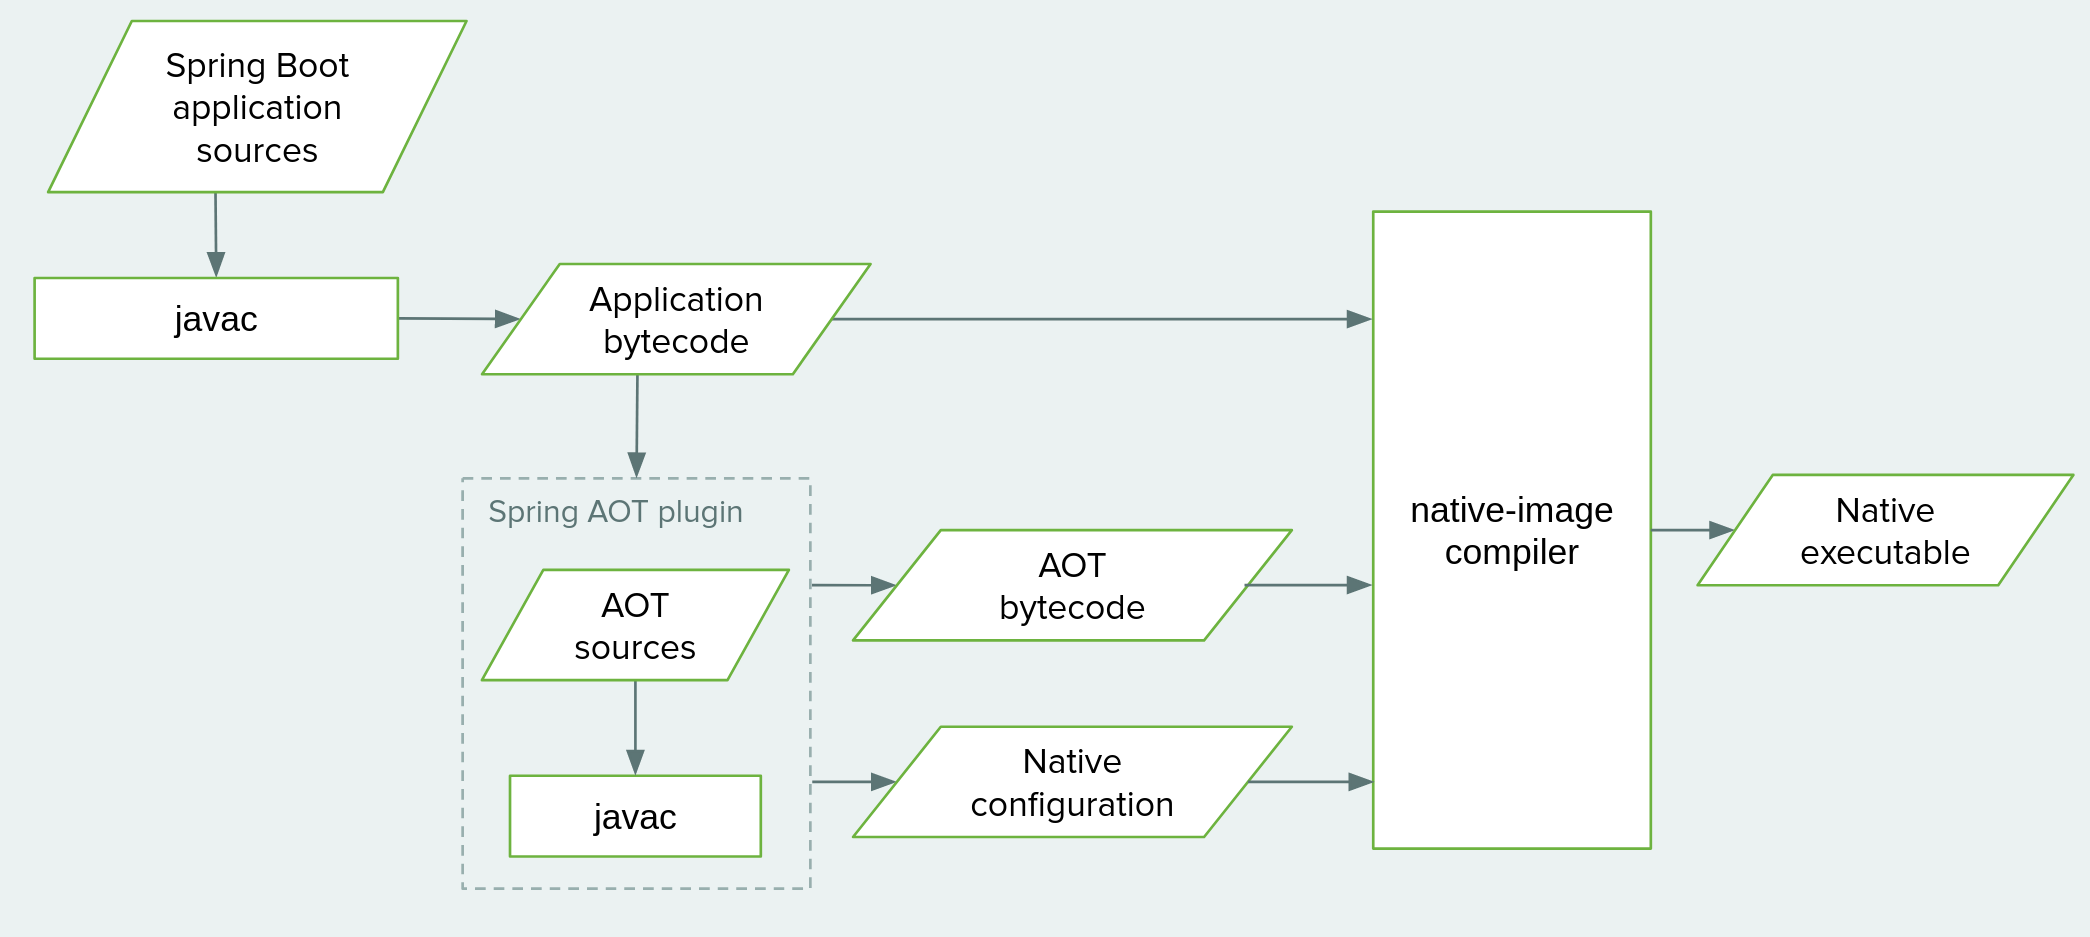 Spring Boot
application
sources
javac
Application
bytecode
Spring AOT plugin
AOT
sources
javac
AOT
bytecode
Native
configuration
native-image
compiler
Native
executable